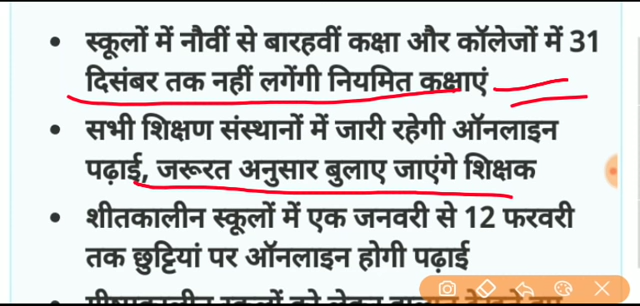 • स्कूलों में नौवीं से बारहवीं कक्षा और कॉलेजों में 31
दिसंबर तक नहीं लगेंगी नियमित कक्षाएं
• सभी शिक्षण संस्थानों में जारी रहेगी ऑनलाइन
पढ़ाई, जरूरत अनुसार बुलाए जाएंगे शिक्षक
• शीतकालीन स्कूलों में एक जनवरी से 12 फरवरी
तक छुट्टियां पर ऑनलाइन होगी पढ़ाई